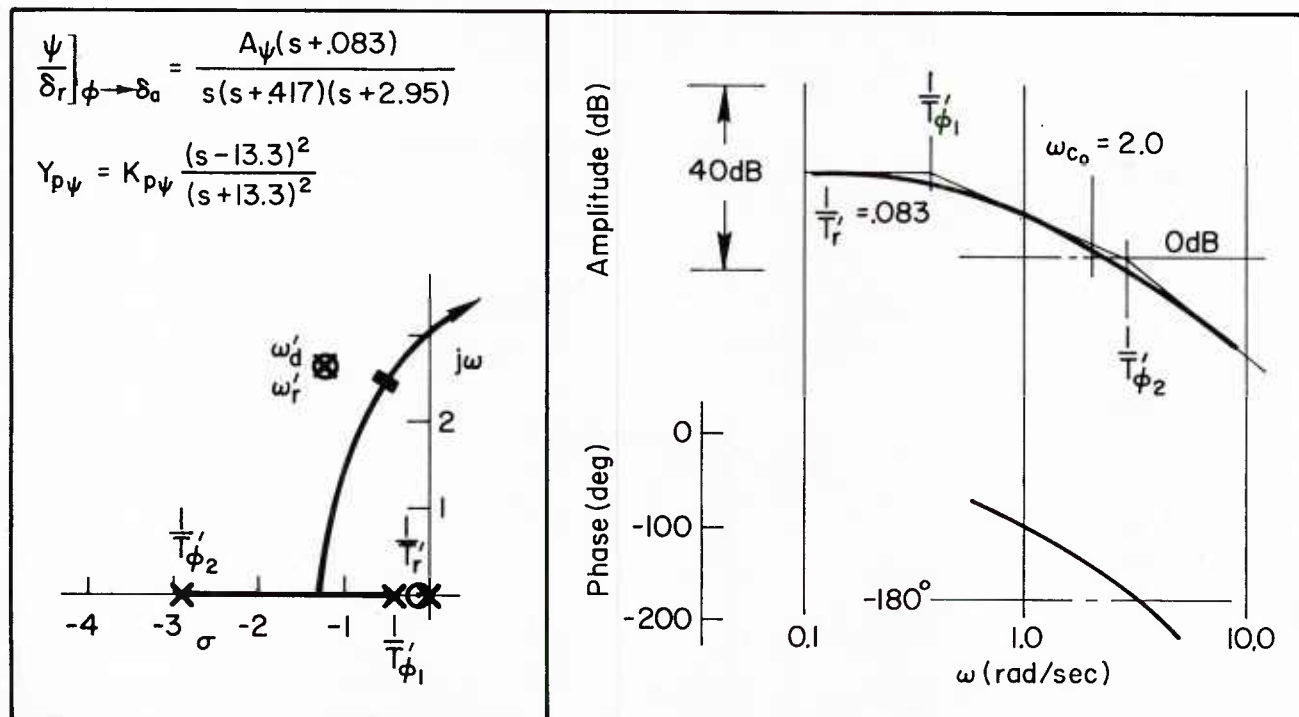 ψ/δr]φ→δa = Aψ(s+.083) / s(s+.417)(s+2.95)
Ypψ = Kpψ (s-13.3)² / (s+13.3)²
ω'd
ω'r
jω
2
1
1/T'φ2
1/T'r
-4
-3
-2
-1
σ
1/T'φ1
Amplitude (dB)
40dB
1/T'φ1
ωco = 2.0
1/T'r = .083
0dB
1/T'φ2
Phase (deg)
0
-100
-180°
-200
0.1
1.0
10.0
ω (rad/sec)